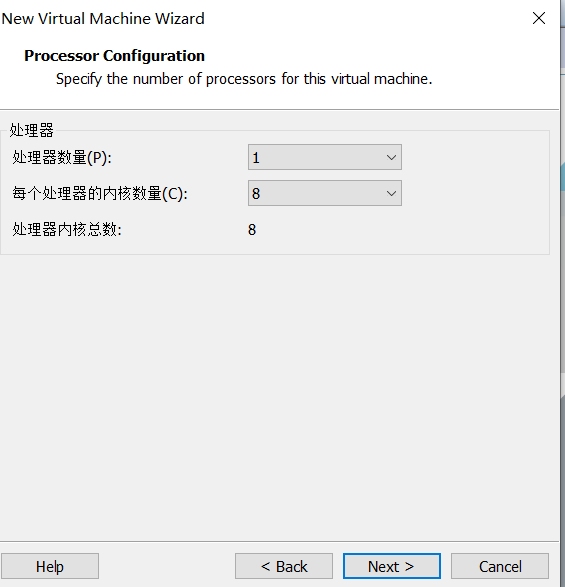 New Virtual Machine Wizard
Processor Configuration
Specify the number of processors for this virtual machine.
处理器
处理器数量(P): 1
每个处理器的内核数量(C): 8
处理器内核总数: 8
Help < Back Next > Cancel